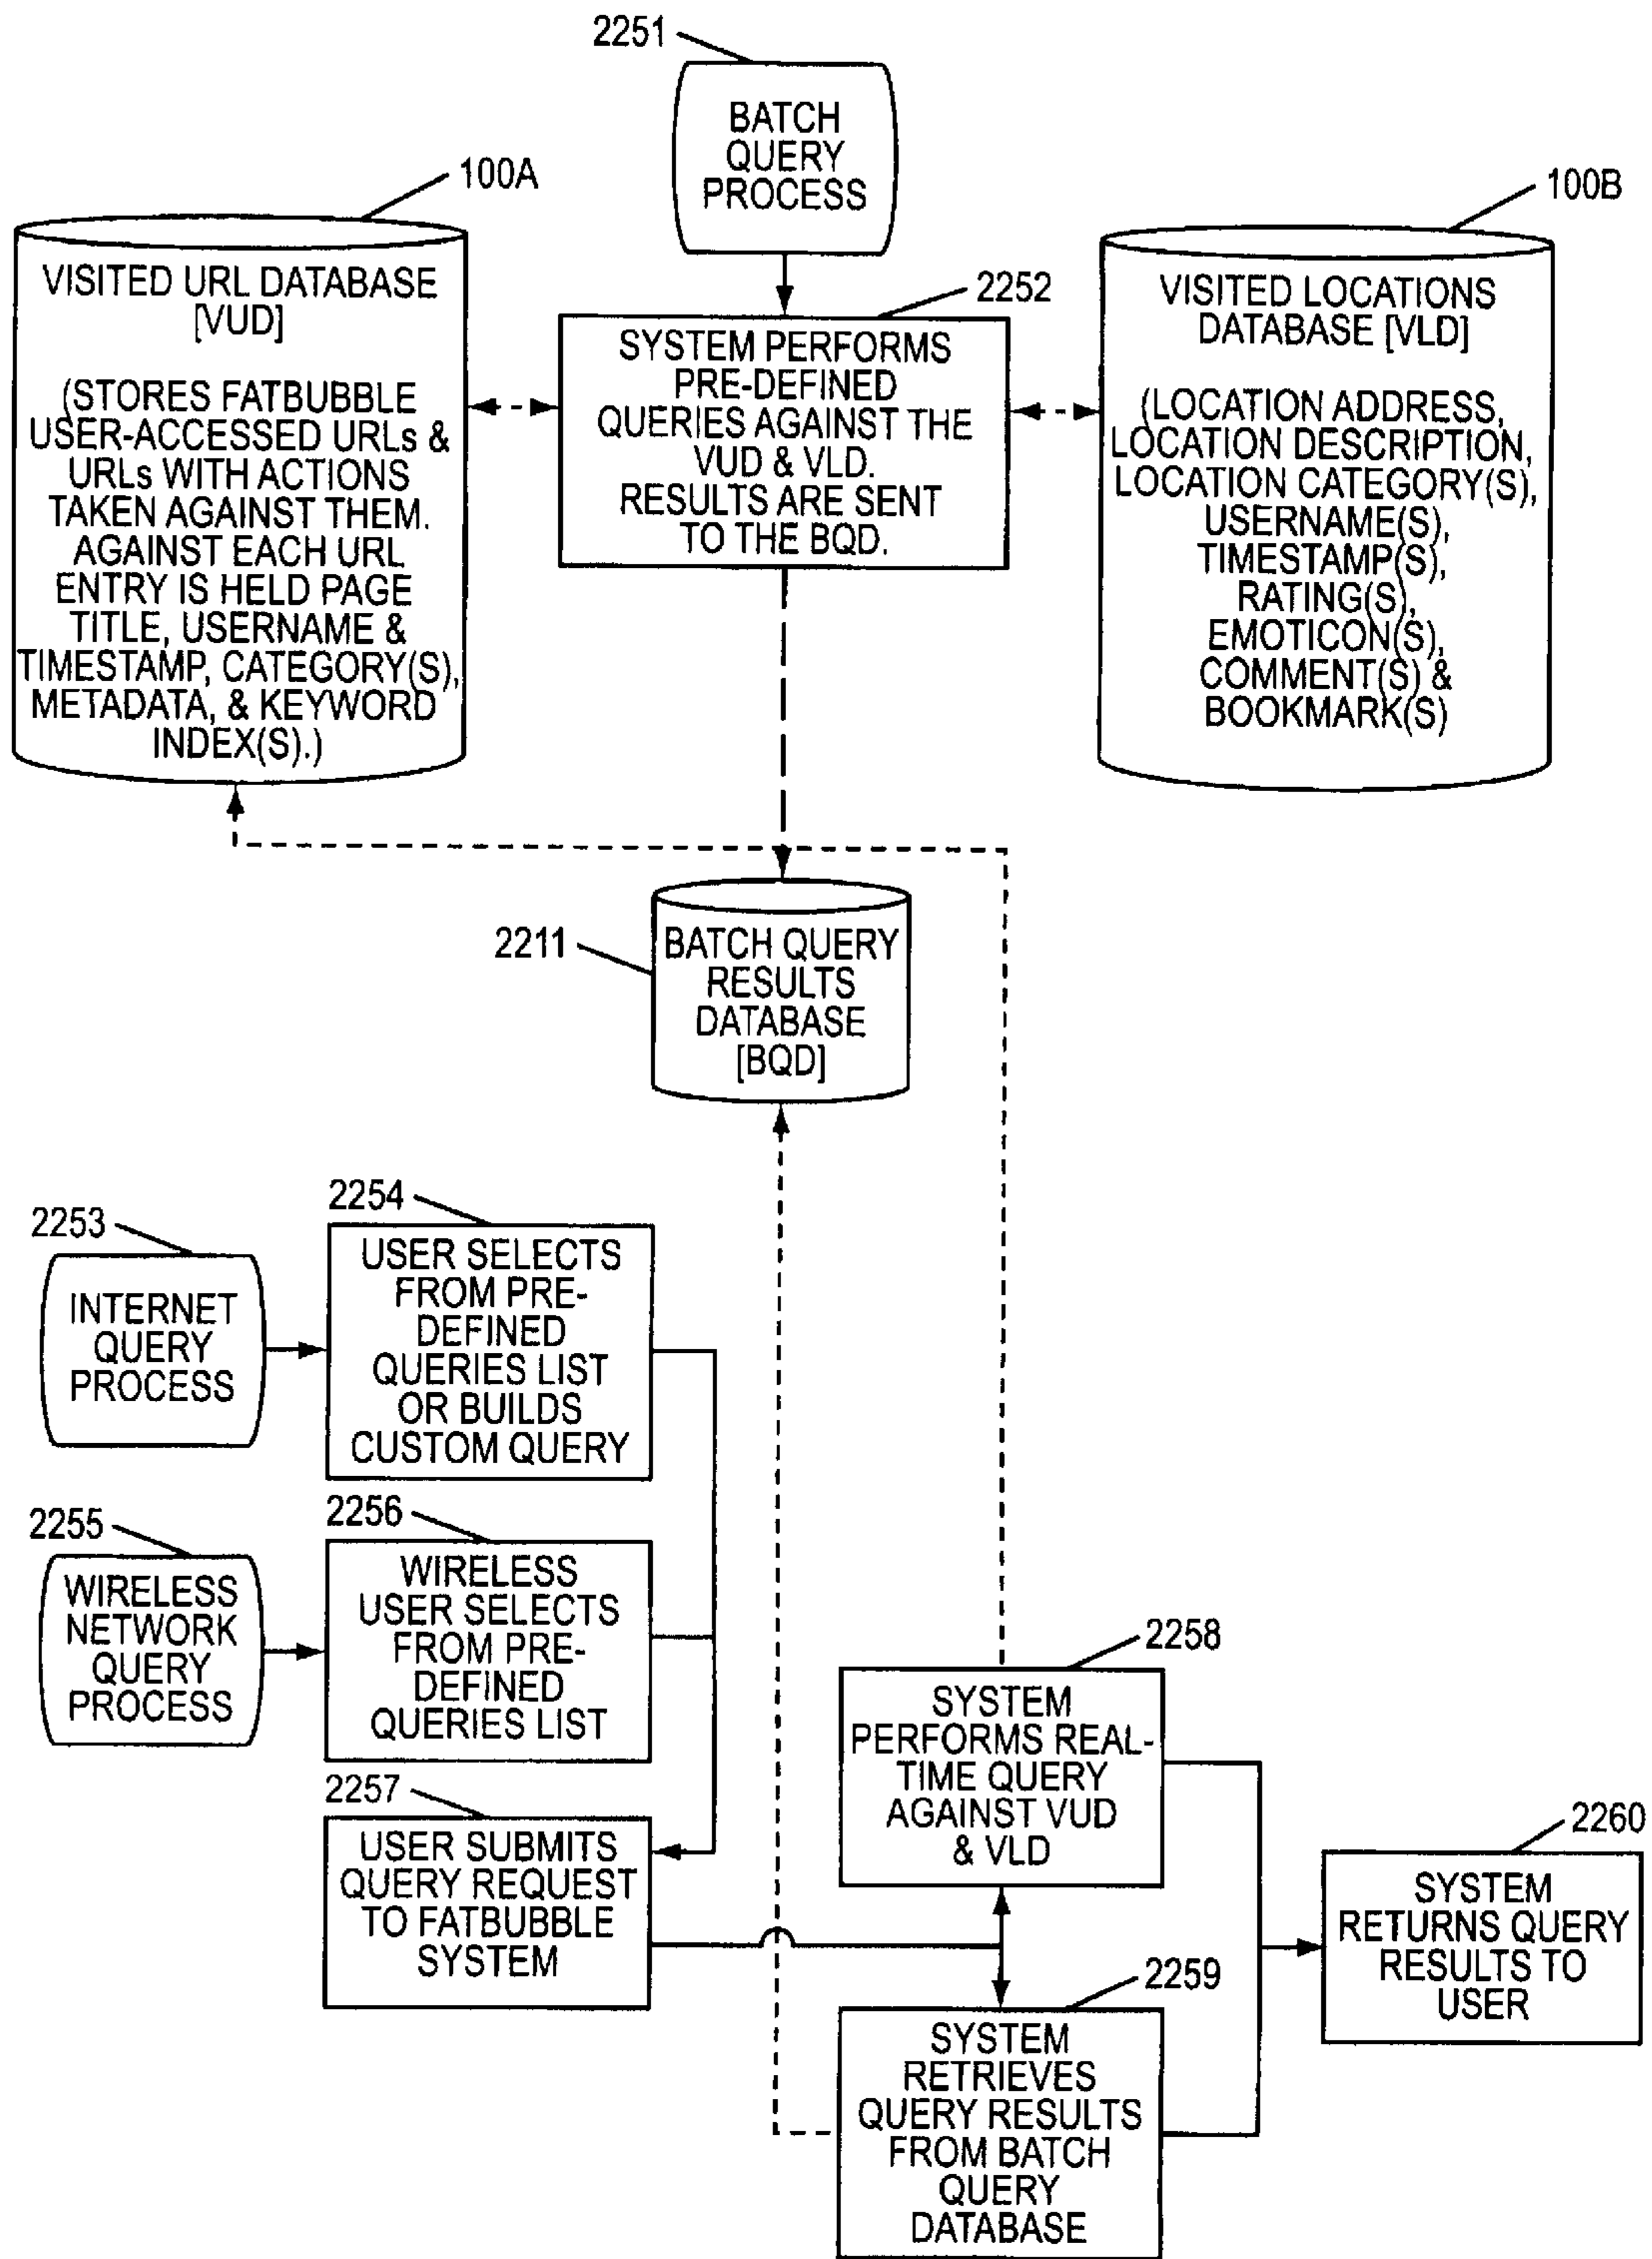 2251
BATCH
QUERY
PROCESS
100A
VISITED URL DATABASE
[VUD]
(STORES FATBUBBLE
USER-ACCESSED URLs &
URLs WITH ACTIONS
TAKEN AGAINST THEM.
AGAINST EACH URL
ENTRY IS HELD PAGE
TITLE, USERNAME &
TIMESTAMP, CATEGORY(S),
METADATA, & KEYWORD
INDEX(S).)
2252
SYSTEM PERFORMS
PRE-DEFINED
QUERIES AGAINST THE
VUD & VLD.
RESULTS ARE SENT
TO THE BQD.
100B
VISITED LOCATIONS
DATABASE [VLD]
(LOCATION ADDRESS,
LOCATION DESCRIPTION,
LOCATION CATEGORY(S),
USERNAME(S),
TIMESTAMP(S),
RATING(S),
EMOTICON(S),
COMMENT(S) &
BOOKMARK(S)
2211
BATCH QUERY
RESULTS
DATABASE
[BQD]
2253
INTERNET
QUERY
PROCESS
2254
USER SELECTS
FROM PRE-
DEFINED
QUERIES LIST
OR BUILDS
CUSTOM QUERY
2255
WIRELESS
NETWORK
QUERY
PROCESS
2256
WIRELESS
USER SELECTS
FROM PRE-
DEFINED
QUERIES LIST
2257
USER SUBMITS
QUERY REQUEST
TO FATBUBBLE
SYSTEM
2258
SYSTEM
PERFORMS REAL-
TIME QUERY
AGAINST VUD
& VLD
2259
SYSTEM
RETRIEVES
QUERY RESULTS
FROM BATCH
QUERY
DATABASE
2260
SYSTEM
RETURNS QUERY
RESULTS TO
USER